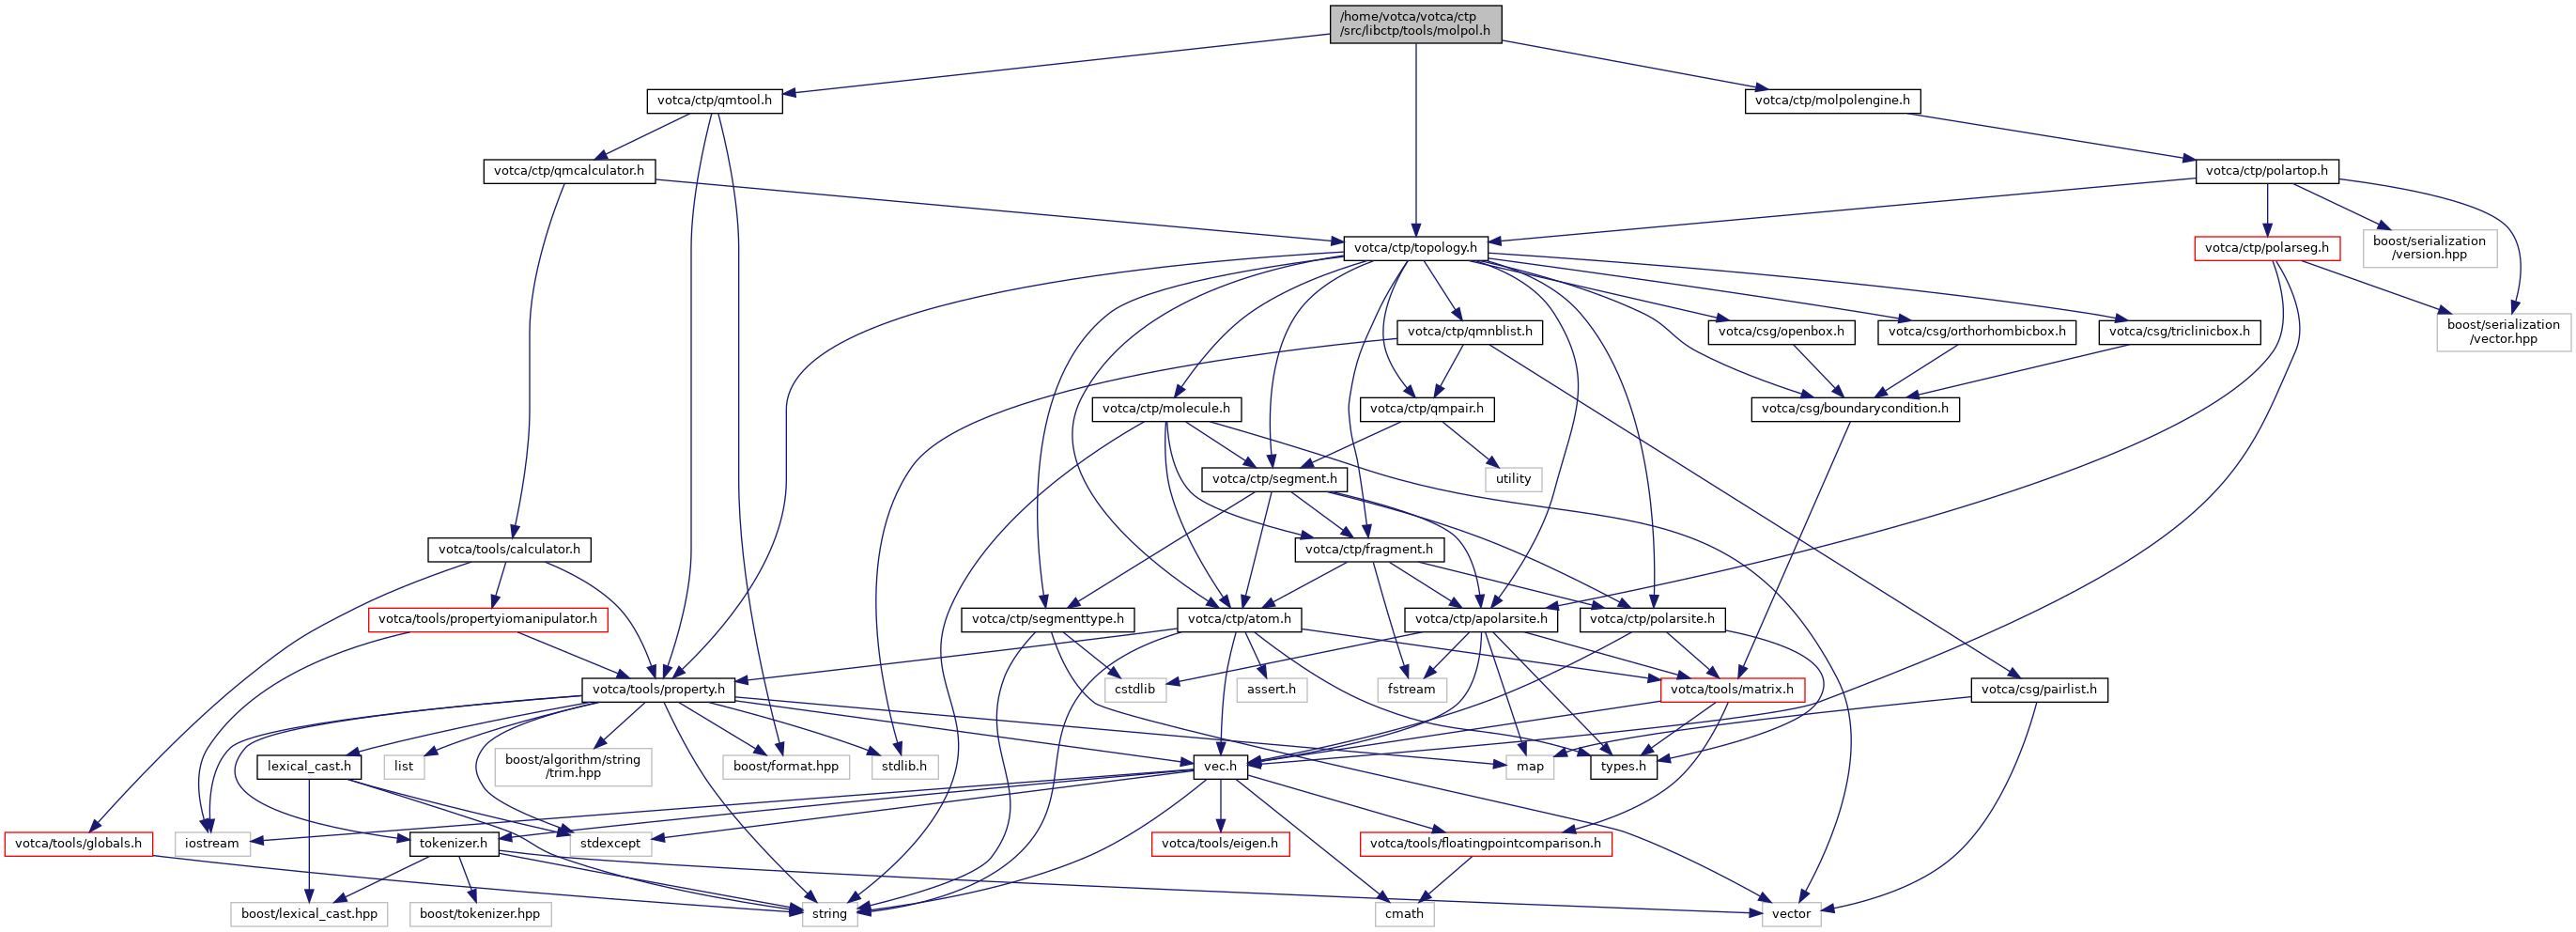 /home/votca/votca/ctp
/src/libctp/tools/molpol.h
votca/ctp/qmtool.h
votca/ctp/molpolengine.h
votca/ctp/qmcalculator.h
votca/ctp/polartop.h
votca/ctp/topology.h
votca/ctp/polarseg.h
boost/serialization
/version.hpp
votca/ctp/qmnblist.h
votca/csg/openbox.h
votca/csg/orthorhombicbox.h
votca/csg/triclinicbox.h
boost/serialization
/vector.hpp
votca/ctp/molecule.h
votca/ctp/qmpair.h
votca/csg/boundarycondition.h
votca/ctp/segment.h
utility
votca/tools/calculator.h
votca/ctp/fragment.h
votca/tools/propertyiomanipulator.h
votca/ctp/segmenttype.h
votca/ctp/atom.h
votca/ctp/apolarsite.h
votca/ctp/polarsite.h
votca/tools/property.h
cstdlib
assert.h
fstream
votca/tools/matrix.h
votca/csg/pairlist.h
lexical_cast.h
list
boost/algorithm/string
/trim.hpp
boost/format.hpp
stdlib.h
vec.h
map
types.h
votca/tools/globals.h
iostream
tokenizer.h
stdexcept
votca/tools/eigen.h
votca/tools/floatingpointcomparison.h
boost/lexical_cast.hpp
boost/tokenizer.hpp
string
cmath
vector